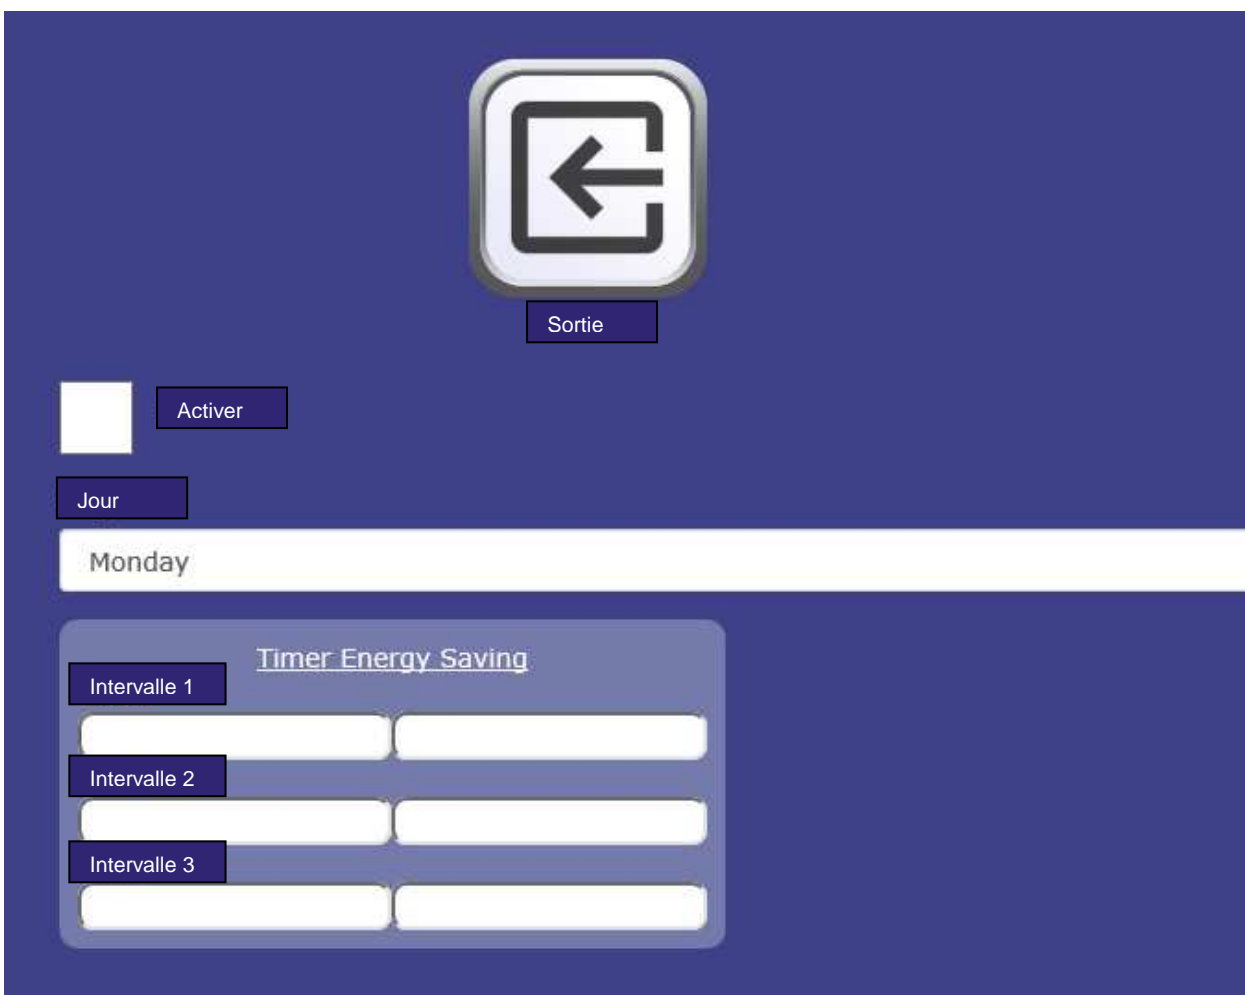 Sortie
Activer
Jour
Monday
Timer Energy Saving
Intervalle 1
Intervalle 2
Intervalle 3